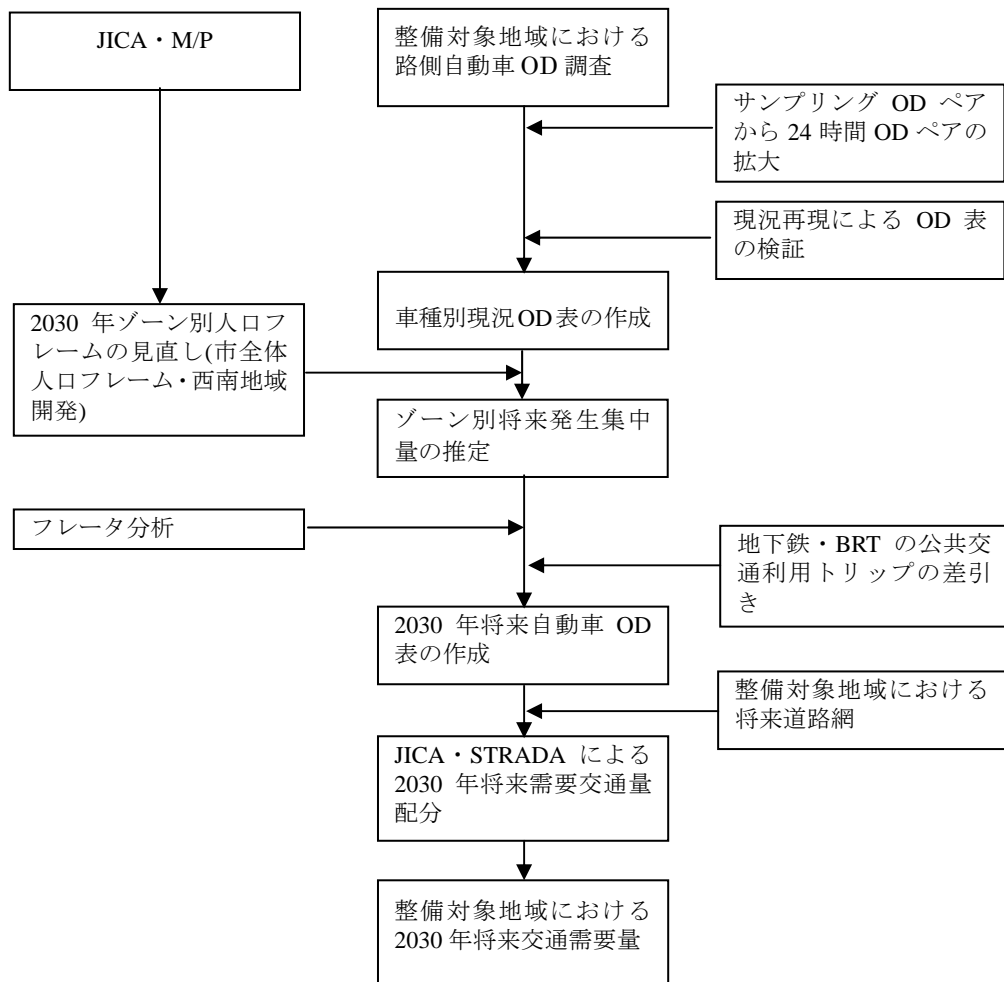 JICA・M/P
整備対象地域における
路側自動車 OD 調査
サンプリング OD ペア
から 24 時間 OD ペアの
拡大
現況再現による OD 表
の検証
車種別現況 OD 表の作成
2030 年ゾーン別人口フ
レームの見直し(市全体
人口フレーム・西南地域
開発)
ゾーン別将来発生集中
量の推定
フレータ分析
地下鉄・BRT の公共交
通利用トリップの差引
き
2030 年将来自動車 OD
表の作成
整備対象地域における
将来道路網
JICA・STRADA による
2030 年将来需要交通量
配分
整備対象地域における
2030 年将来交通需要量